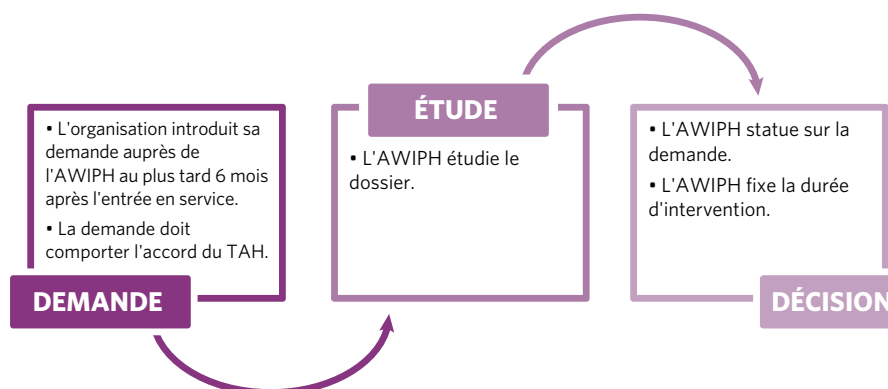 • L'organisation introduit sa
demande auprès de
l'AWIPH au plus tard 6 mois
après l'entrée en service.
• La demande doit
comporter l'accord du TAH.
DEMANDE
ÉTUDE
• L'AWIPH étudie le
dossier.
• L'AWIPH statue sur la
demande.
• L'AWIPH fixe la durée
d'intervention.
DÉCISION